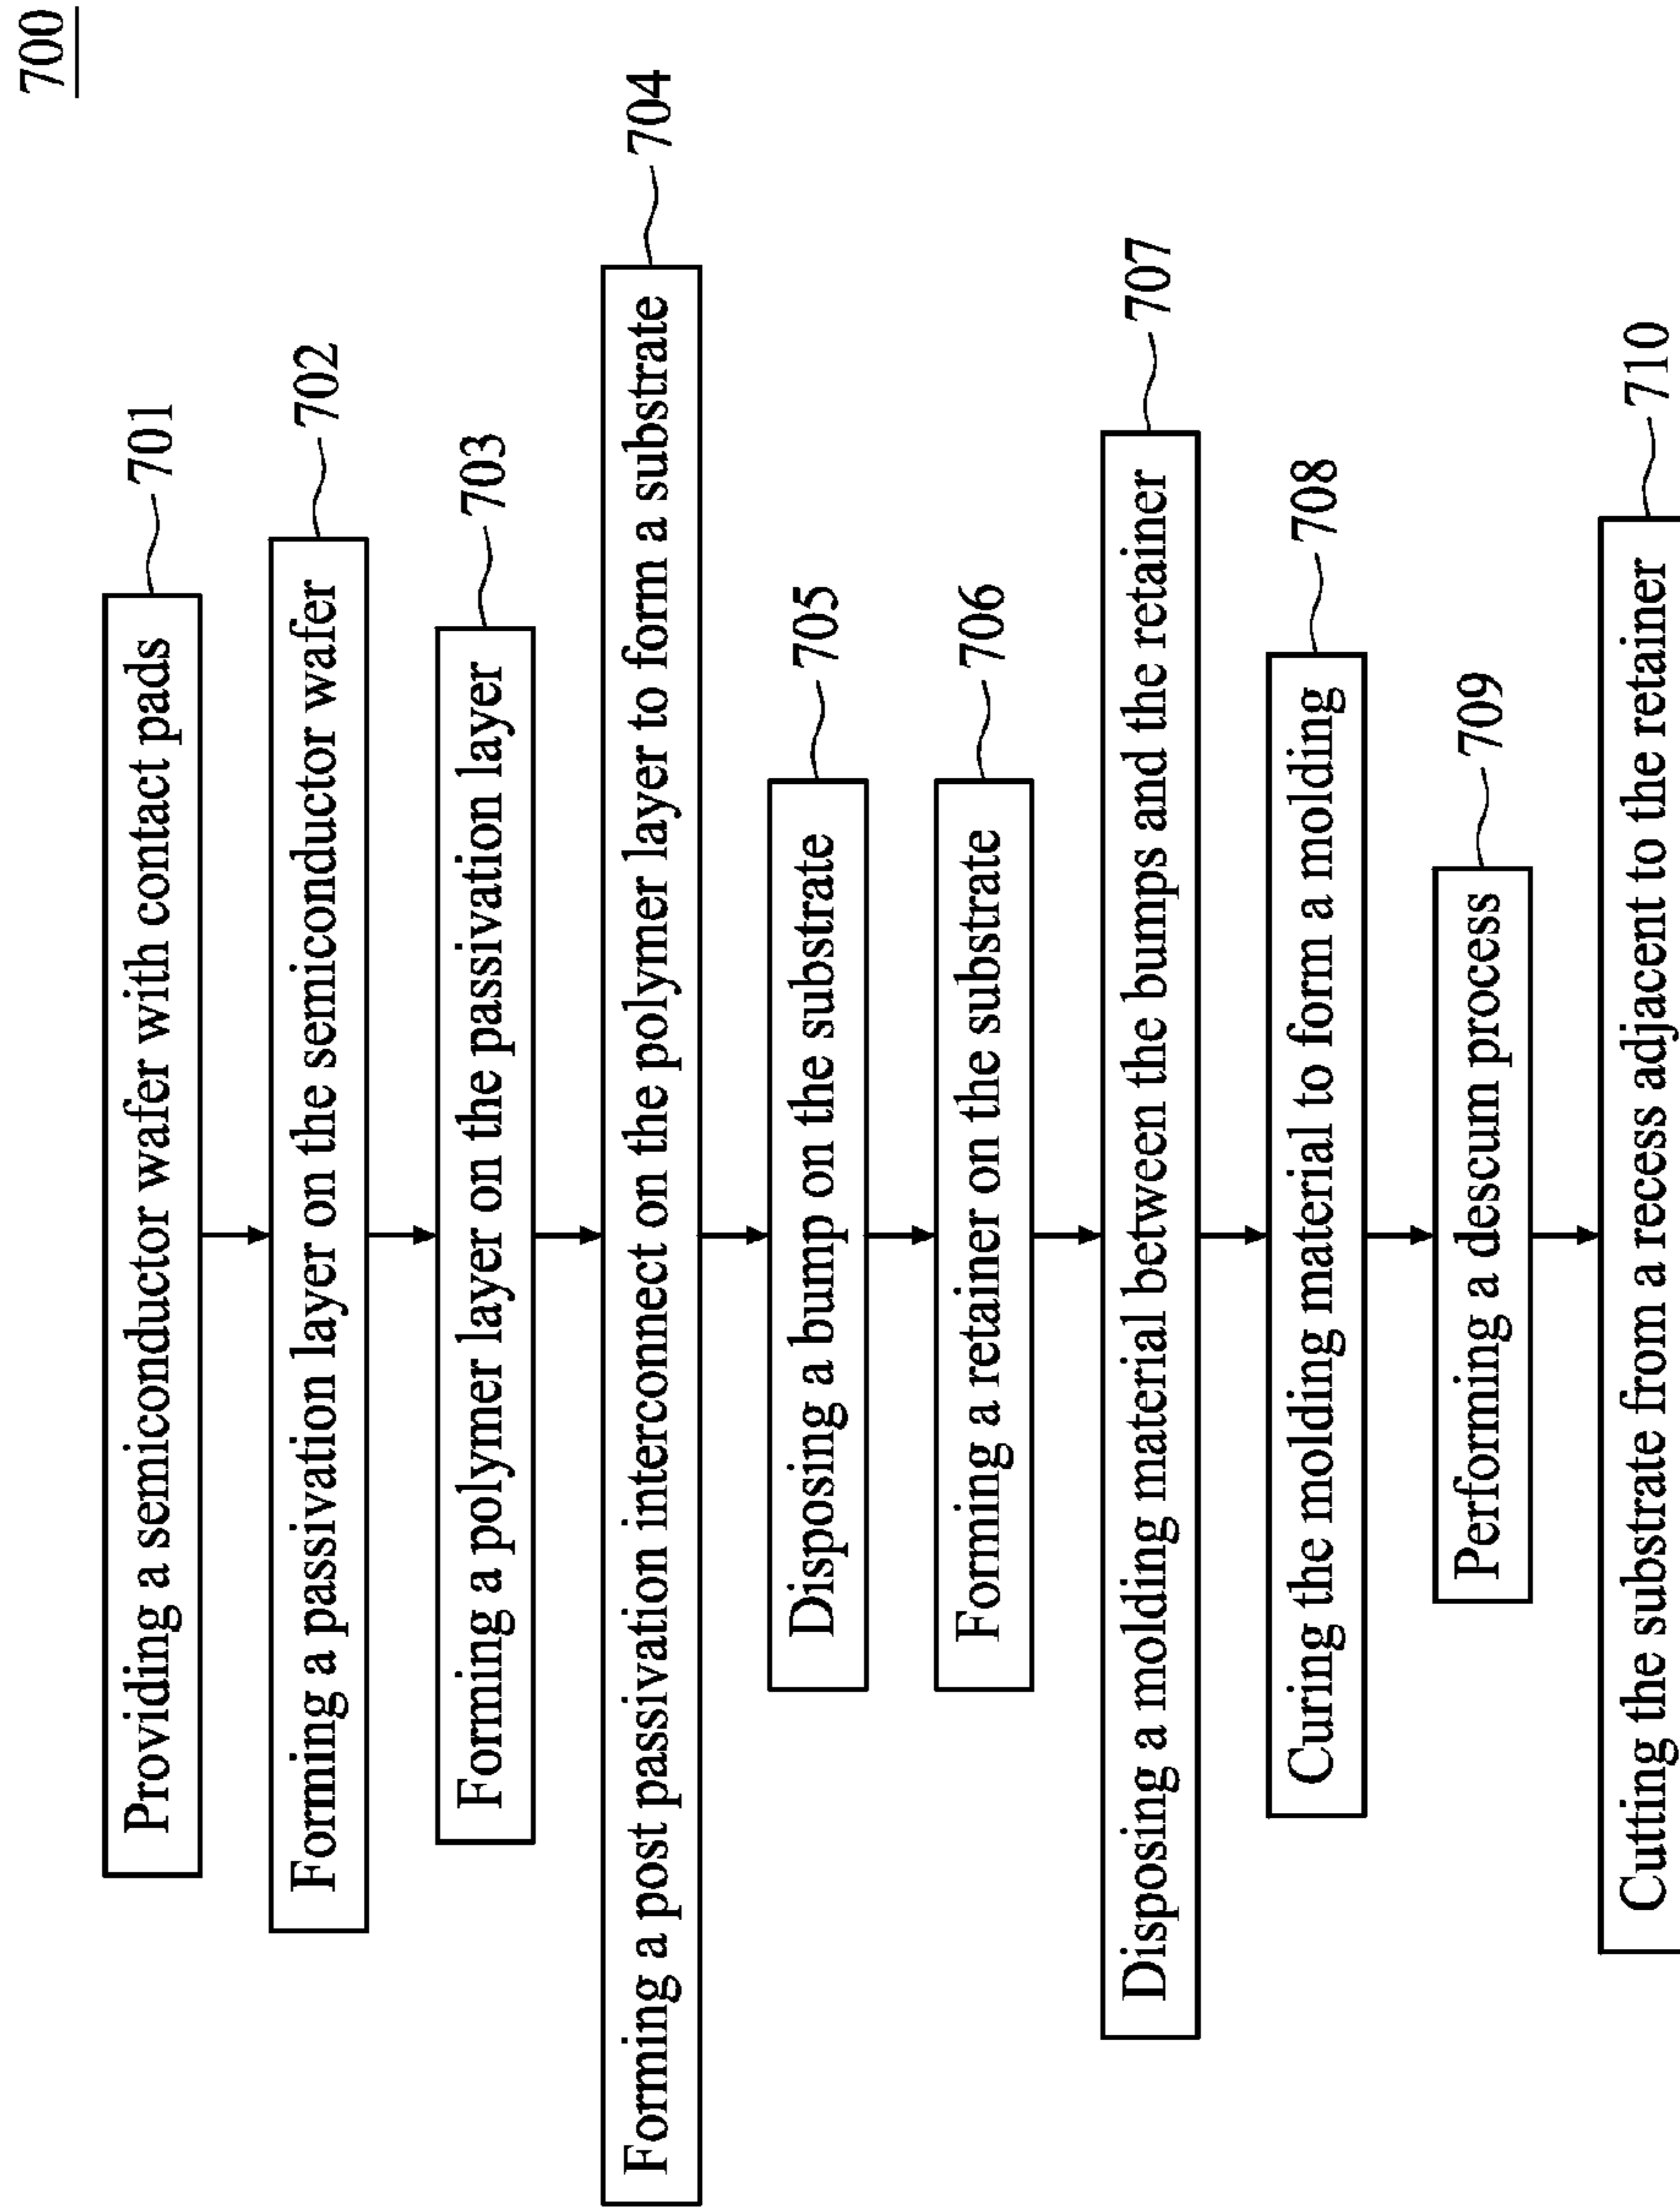 700
Providing a semiconductor wafer with contact pads 701
Forming a passivation layer on the semiconductor wafer 702
Forming a polymer layer on the passivation layer 703
Forming a post passivation interconnect on the polymer layer to form a substrate 704
Disposing a bump on the substrate 705
Forming a retainer on the substrate 706
Disposing a molding material between the bumps and the retainer 707
Curing the molding material to form a molding 708
Performing a descum process 709
Cutting the substrate from a recess adjacent to the retainer 710